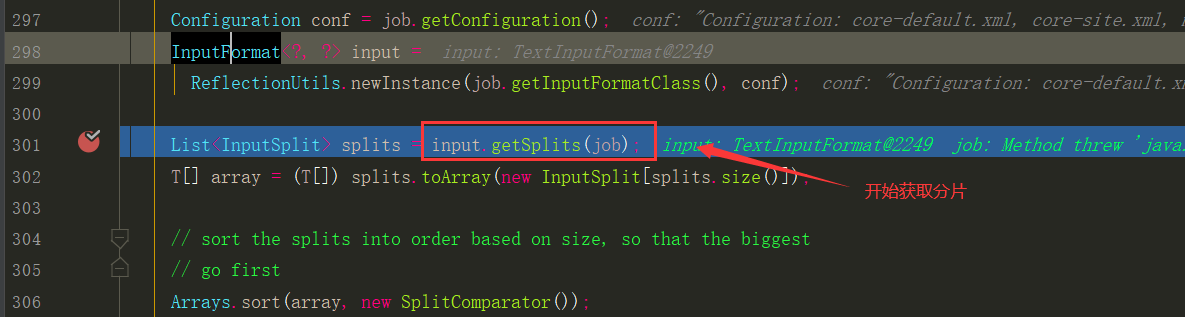 297 Configuration conf = job.getConfiguration(); conf: "Configuration: core-default.xml, core-site.xml,
298 InputFormat<?, ?> input = input: TextInputFormat@2249
299 ReflectionUtils.newInstance(job.getInputFormatClass(), conf); conf: "Configuration: core-default.x
300
301 List<InputSplit> splits input.getSplits(job); input: TextInputFormat@2249 job: Method threw 'java.
302 T[] array = (T[]) splits.toArray(new InputSplit[splits.size()]);
开始获取分片
303
304 // sort the splits into order based on size, so that the biggest
305 // go first
306 Arrays.sort(array, new SplitComparator());